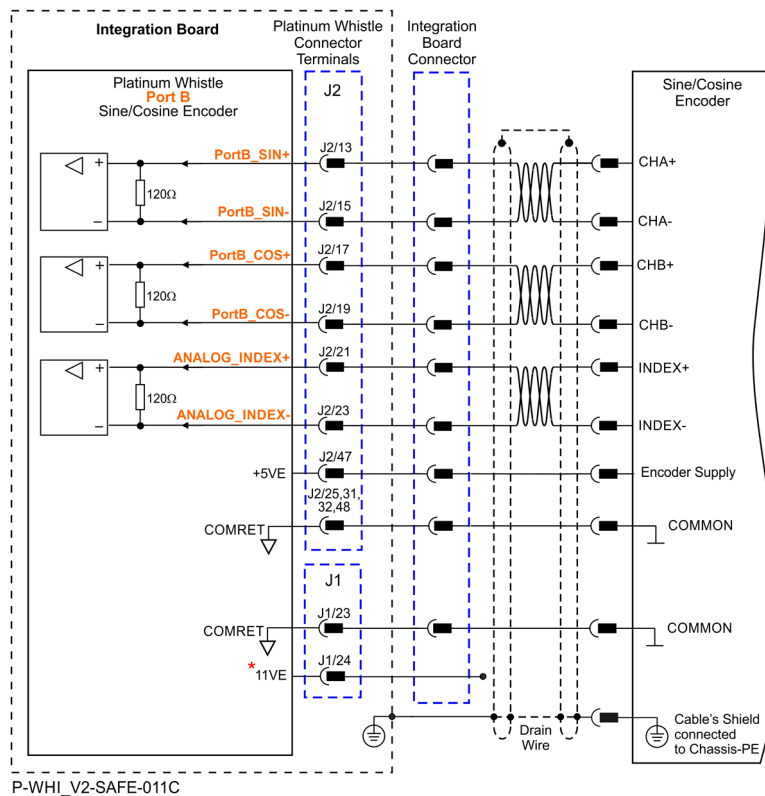 Integration Board
Platinum Whistle
Connector
Terminals
Integration
Board
Connector
Platinum Whistle
Port B
Sine/Cosine Encoder
J2
Sine/Cosine
Encoder
+
PortB_SIN+
J2/13
CHA+
120Ω
–
PortB_SIN-
J2/15
CHA-
+
PortB_COS+
J2/17
CHB+
120Ω
–
PortB_COS-
J2/19
CHB-
+
ANALOG_INDEX+
J2/21
INDEX+
120Ω
–
ANALOG_INDEX-
J2/23
INDEX-
+5VE
J2/47
Encoder Supply
J2/25,31,
32,48
COMRET
COMMON
J1
COMRET
J1/23
COMMON
*11VE
J1/24
Drain
Wire
Cable's Shield
connected
to Chassis-PE
P-WHI_V2-SAFE-011C